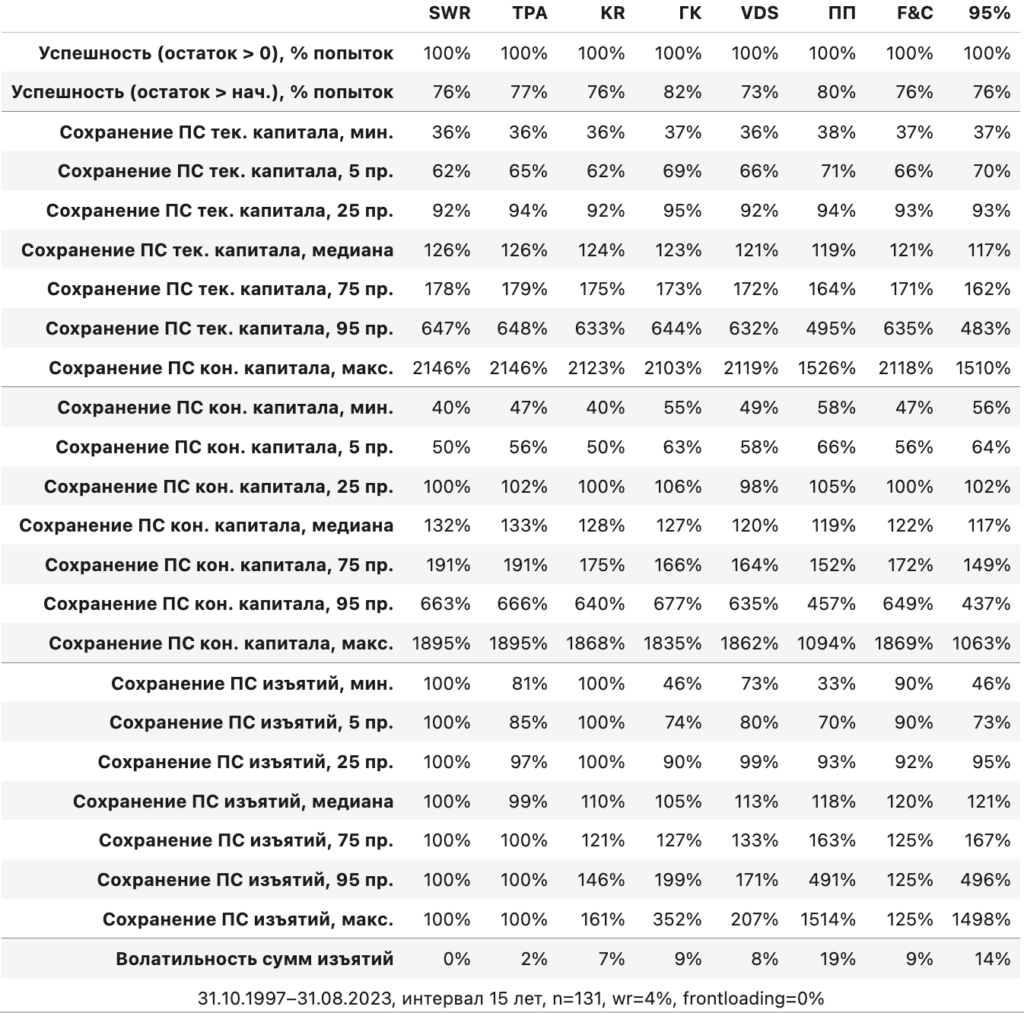 SWR TPA KR ГК VDS ПП F&C 95%
Успешность (остаток > 0), % попыток 100% 100% 100% 100% 100% 100% 100% 100%
Успешность (остаток > нач.), % попыток 76% 77% 76% 82% 73% 80% 76% 76%
Сохранение ПС тек. капитала, мин. 36% 36% 36% 37% 36% 38% 37% 37%
Сохранение ПС тек. капитала, 5 пр. 62% 65% 62% 69% 66% 71% 66% 70%
Сохранение ПС тек. капитала, 25 пр. 92% 94% 92% 95% 92% 94% 93% 93%
Сохранение ПС тек. капитала, медиана 126% 126% 124% 123% 121% 119% 121% 117%
Сохранение ПС тек. капитала, 75 пр. 178% 179% 175% 173% 172% 164% 171% 162%
Сохранение ПС тек. капитала, 95 пр. 647% 648% 633% 644% 632% 495% 635% 483%
Сохранение ПС кон. капитала, макс. 2146% 2146% 2123% 2103% 2119% 1526% 2118% 1510%
Сохранение ПС кон. капитала, мин. 40% 47% 40% 55% 49% 58% 47% 56%
Сохранение ПС кон. капитала, 5 пр. 50% 56% 50% 63% 58% 66% 56% 64%
Сохранение ПС кон. капитала, 25 пр. 100% 102% 100% 106% 98% 105% 100% 102%
Сохранение ПС кон. капитала, медиана 132% 133% 128% 127% 120% 119% 122% 117%
Сохранение ПС кон. капитала, 75 пр. 191% 191% 175% 166% 164% 152% 172% 149%
Сохранение ПС кон. капитала, 95 пр. 663% 666% 640% 677% 635% 457% 649% 437%
Сохранение ПС кон. капитала, макс. 1895% 1895% 1868% 1835% 1862% 1094% 1869% 1063%
Сохранение ПС изъятий, мин. 100% 81% 100% 46% 73% 33% 90% 46%
Сохранение ПС изъятий, 5 пр. 100% 85% 100% 74% 80% 70% 90% 73%
Сохранение ПС изъятий, 25 пр. 100% 97% 100% 90% 99% 93% 92% 95%
Сохранение ПС изъятий, медиана 100% 99% 110% 105% 113% 118% 120% 121%
Сохранение ПС изъятий, 75 пр. 100% 100% 121% 127% 133% 163% 125% 167%
Сохранение ПС изъятий, 95 пр. 100% 100% 146% 199% 171% 491% 125% 496%
Сохранение ПС изъятий, макс. 100% 100% 161% 352% 207% 1514% 125% 1498%
Волатильность сумм изъятий 0% 2% 7% 9% 8% 19% 9% 14%
31.10.1997–31.08.2023, интервал 15 лет, n=131, wr=4%, frontloading=0%